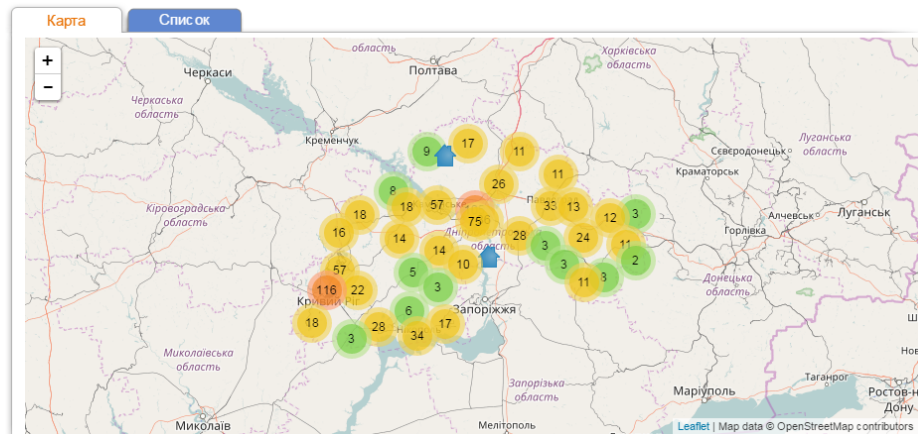 Карта
Список
+
−
область
Полтава
Харківська
область
Черкаси
Черкаська
область
Кременчук
Луганська
область
Сєвєродонецьк
Краматорськ
9
17
11
11
26
8
18
57
75
33
13
12
3
Кіровоградська
область
18
16
14
14
10
28
3
24
11
Алчевськ
Луганськ
Горлівка
область
3
2
57
5
3
3
11
Донецька
область
116
22
Кривий Ріг
6
Запоріжжя
18
3
28
34
17
Миколаївська
область
Запорізька
область
Маріуполь
Таганрог
Ростов-н
Дону
Ш
Миколаїв
Мелітополь
Leaflet | Map data © OpenStreetMap contributors